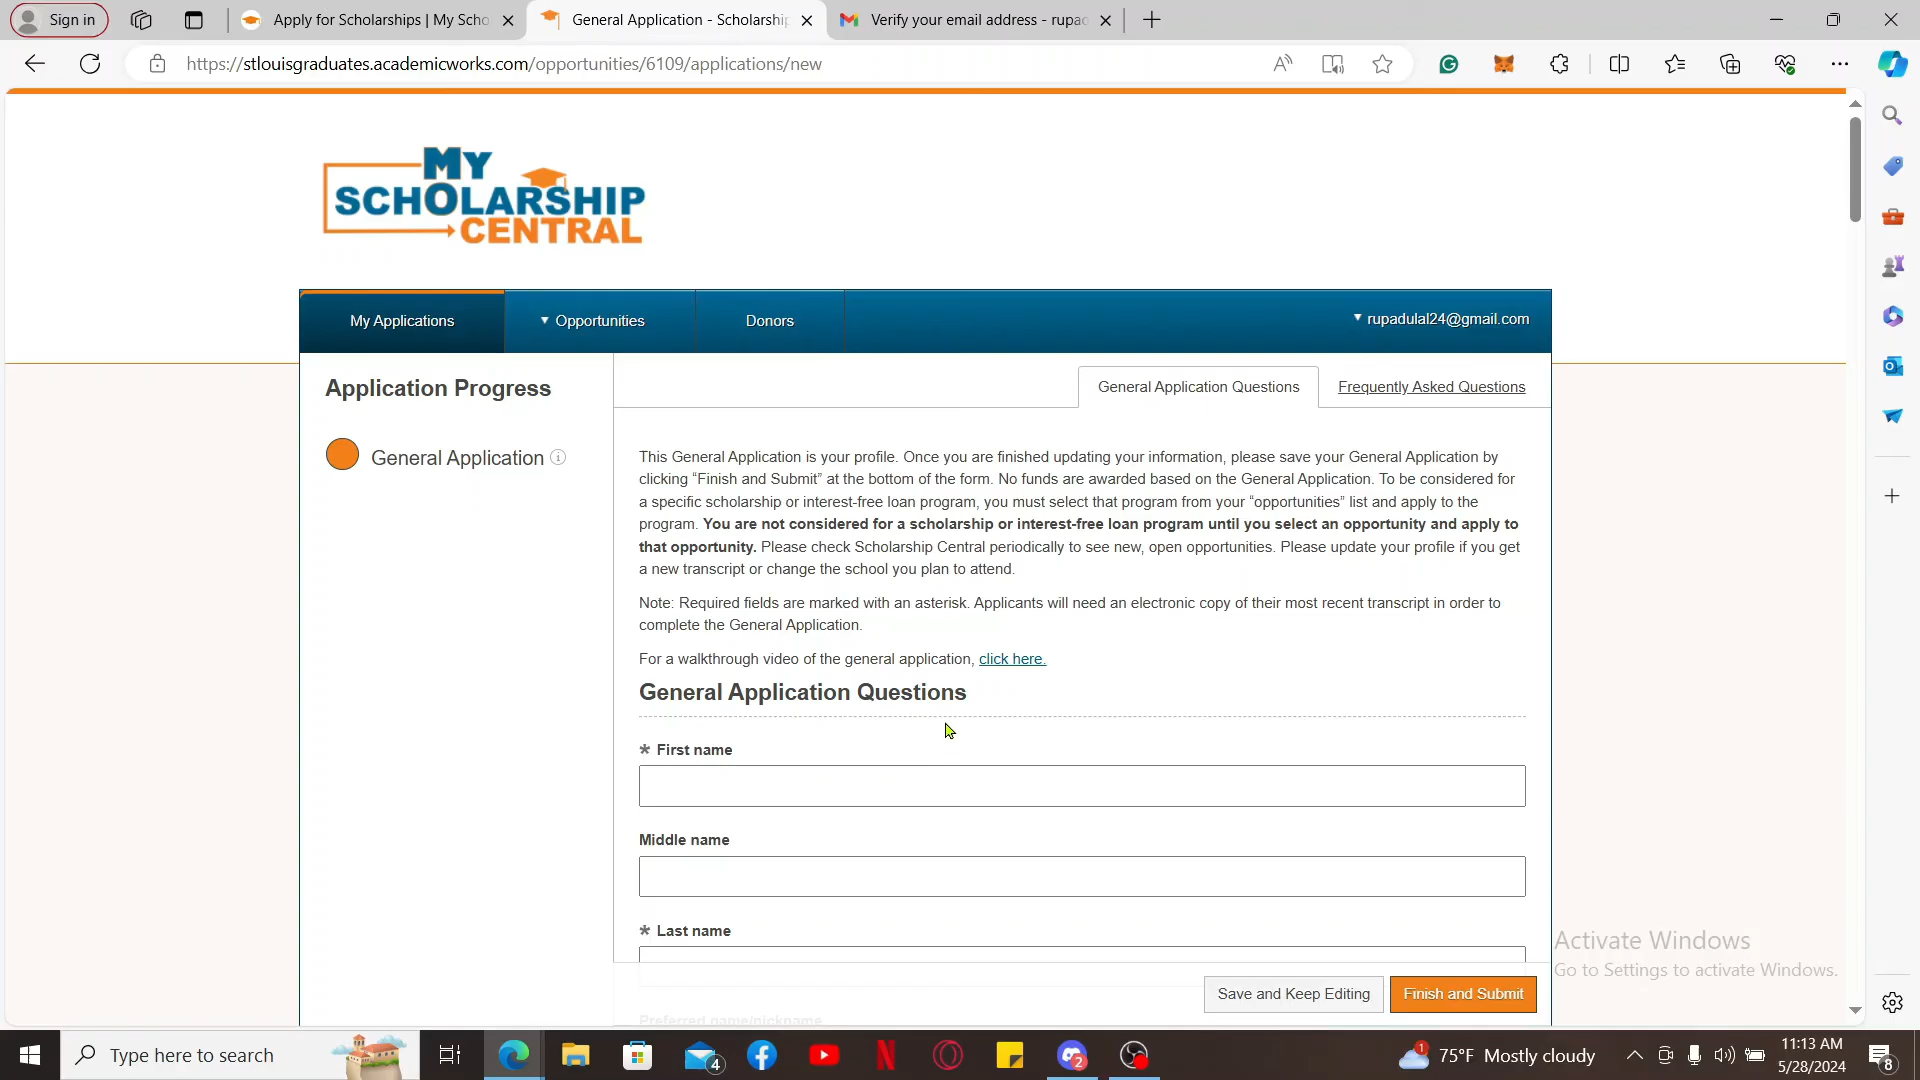 Sign in
Apply for Scholarships | My Scho
General Application - Scholarship
Verify your email address - rupad
https://stlouisgraduates.academicworks.com/opportunities/6109/applications/new
MY
SCHOLARSHIP
CENTRAL
My Applications
Opportunities
Donors
rupadulal24@gmail.com
Application Progress
General Application
General Application Questions
Frequently Asked Questions
This General Application is your profile. Once you are finished updating your information, please save your General Application by
clicking “Finish and Submit” at the bottom of the form. No funds are awarded based on the General Application. To be considered for
a specific scholarship or interest-free loan program, you must select that program from your “opportunities” list and apply to the
program. You are not considered for a scholarship or interest-free loan program until you select an opportunity and apply to
that opportunity. Please check Scholarship Central periodically to see new, open opportunities. Please update your profile if you get
a new transcript or change the school you plan to attend.
Note: Required fields are marked with an asterisk. Applicants will need an electronic copy of their most recent transcript in order to
complete the General Application.
For a walkthrough video of the general application, click here.
General Application Questions
* First name
Middle name
* Last name
Preferred name/nickname
Save and Keep Editing
Finish and Submit
Activate Windows
Go to Settings to activate Windows.
Type here to search
4
2
1
75°F Mostly cloudy
11:13 AM
5/28/2024
8